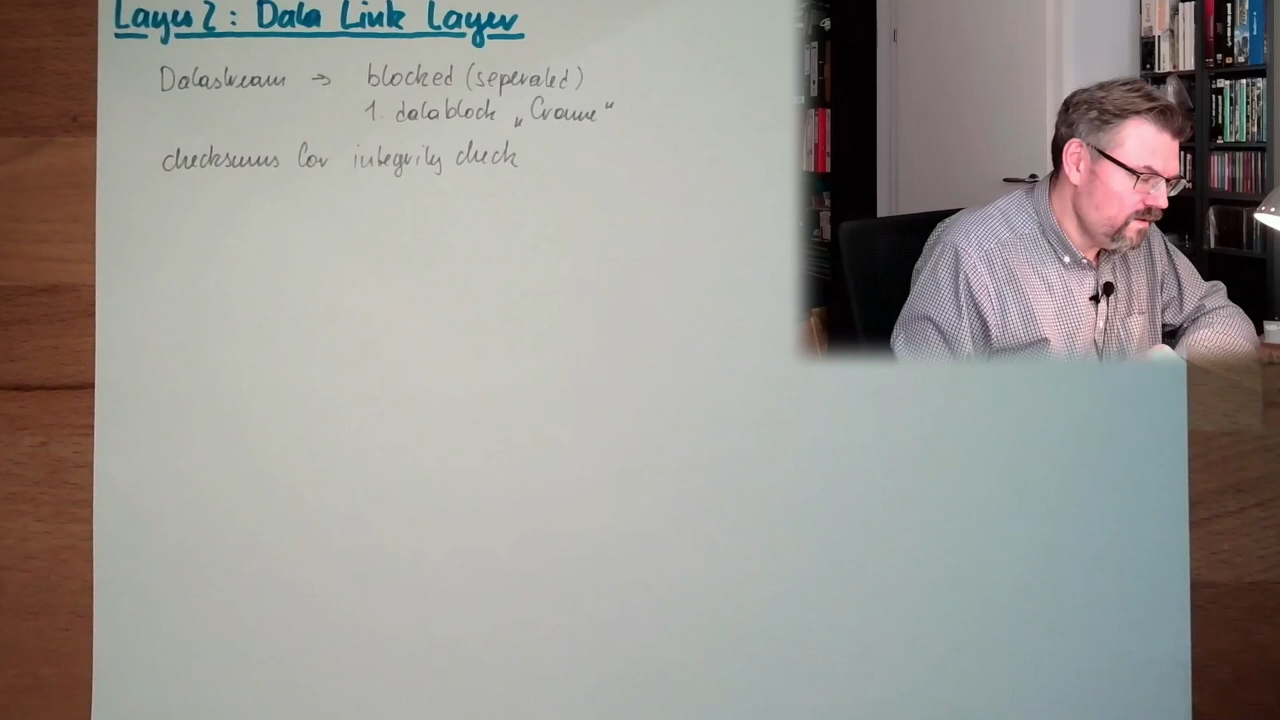 Layer 2: Data Link Layer
Datastream → blocked (seperated)
1. datablock „Frame"
checksums for integrity check